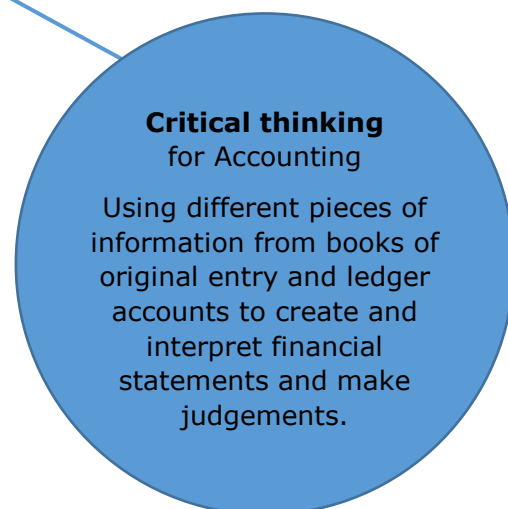 Critical thinking
for Accounting
Using different pieces of
information from books of
original entry and ledger
accounts to create and
interpret financial
statements and make
judgements.